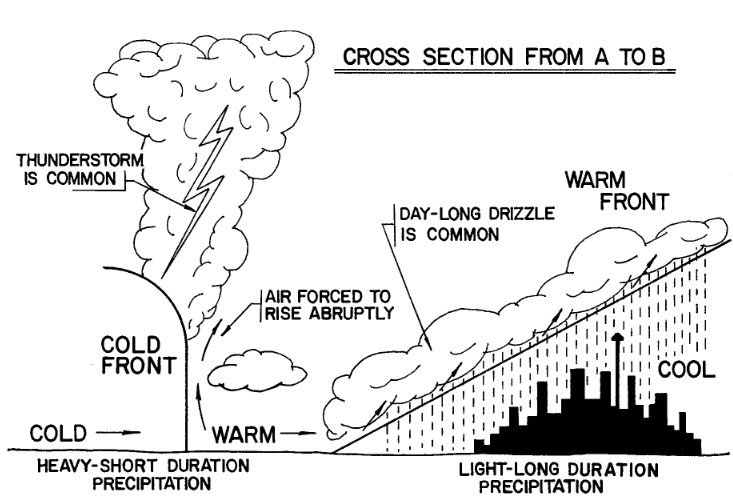 CROSS SECTION FROM A TO B
THUNDERSTORM
IS COMMON
WARM
FRONT
DAY-LONG DRIZZLE
IS COMMON
AIR FORCED TO
RISE ABRUPTLY
COLD
FRONT
COOL
COLD
WARM
HEAVY-SHORT DURATION
PRECIPITATION
LIGHT-LONG DURATION
PRECIPITATION